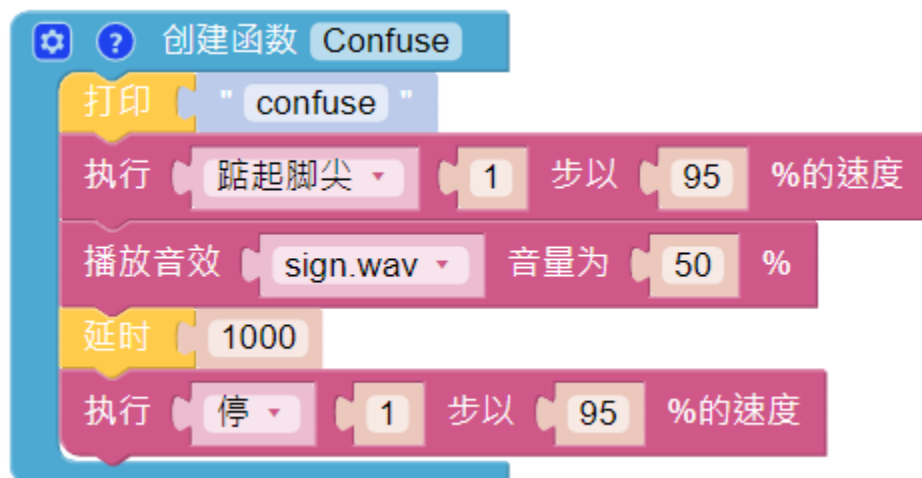 ? 创建函数 Confuse
打印 " confuse "
执行 踮起脚尖 1 步以 95 %的速度
播放音效 sign.wav 音量为 50 %
延时 1000
执行 停 1 步以 95 %的速度